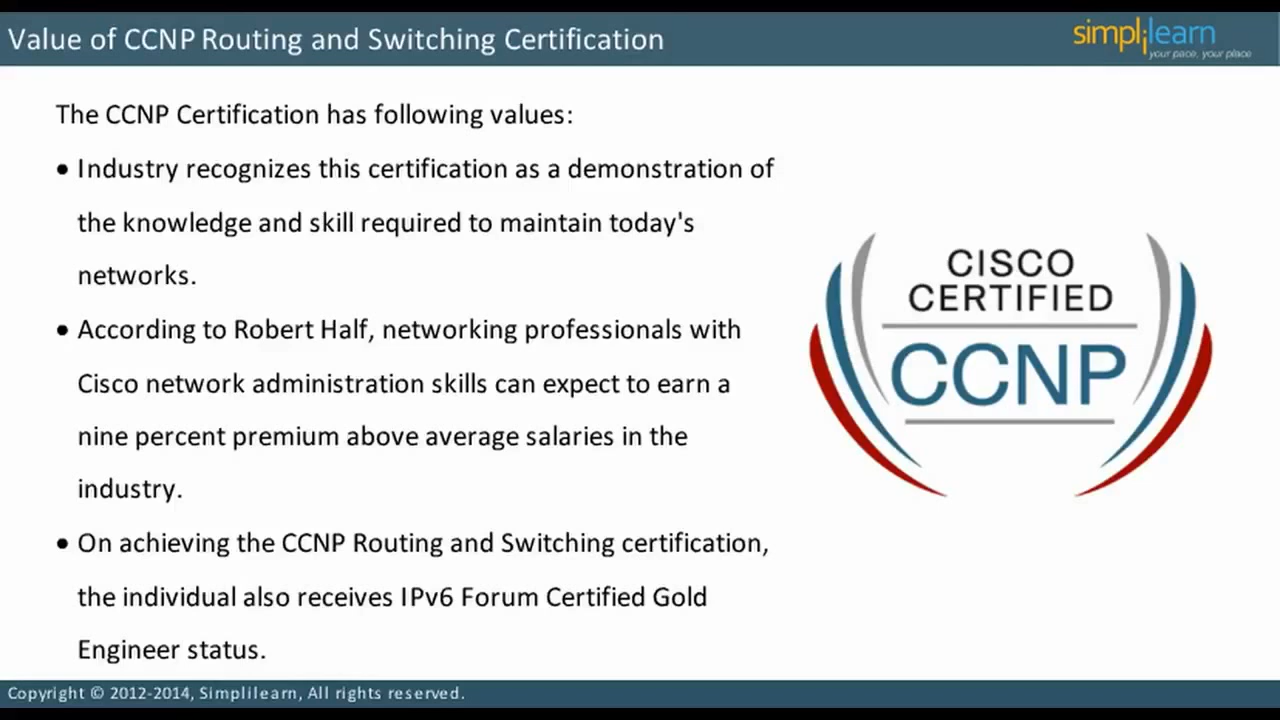 Value of CCNP Routing and Switching Certification
simplilearn
your pace, your place
The CCNP Certification has following values:
• Industry recognizes this certification as a demonstration of
the knowledge and skill required to maintain today's
networks.
• According to Robert Half, networking professionals with
Cisco network administration skills can expect to earn a
nine percent premium above average salaries in the
industry.
• On achieving the CCNP Routing and Switching certification,
the individual also receives IPv6 Forum Certified Gold
Engineer status.
CISCO
CERTIFIED
CCNP
Copyright © 2012-2014, Simplilearn, All rights reserved.